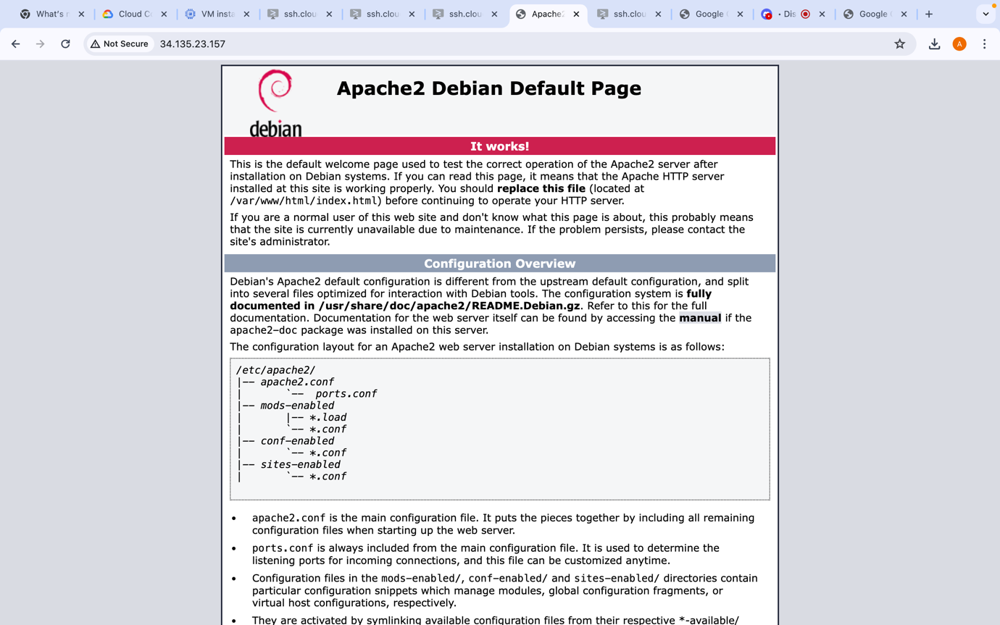 What's n
Cloud C
VM insta
ssh.clou
ssh.clou
ssh.clou
Apache2
ssh.clou
Google C
• Dis
Google C
Not Secure
34.135.23.157
A
debian
Apache2 Debian Default Page
It works!
This is the default welcome page used to test the correct operation of the Apache2 server after
installation on Debian systems. If you can read this page, it means that the Apache HTTP server
installed at this site is working properly. You should replace this file (located at
/var/www/html/index.html) before continuing to operate your HTTP server.
If you are a normal user of this web site and don't know what this page is about, this probably means
that the site is currently unavailable due to maintenance. If the problem persists, please contact the
site's administrator.
Configuration Overview
Debian's Apache2 default configuration is different from the upstream default configuration, and split
into several files optimized for interaction with Debian tools. The configuration system is fully
documented in /usr/share/doc/apache2/README.Debian.gz. Refer to this for the full
documentation. Documentation for the web server itself can be found by accessing the manual if the
apache2-doc package was installed on this server.
The configuration layout for an Apache2 web server installation on Debian systems is as follows:
/etc/apache2/
|-- apache2.conf
|       `--  ports.conf
|-- mods-enabled
|       |-- *.load
|       `-- *.conf
|-- conf-enabled
|       `-- *.conf
|-- sites-enabled
|       `-- *.conf
• apache2.conf is the main configuration file. It puts the pieces together by including all remaining
configuration files when starting up the web server.
• ports.conf is always included from the main configuration file. It is used to determine the
listening ports for incoming connections, and this file can be customized anytime.
• Configuration files in the mods-enabled/, conf-enabled/ and sites-enabled/ directories contain
particular configuration snippets which manage modules, global configuration fragments, or
virtual host configurations, respectively.
• They are activated by symlinking available configuration files from their respective *-available/